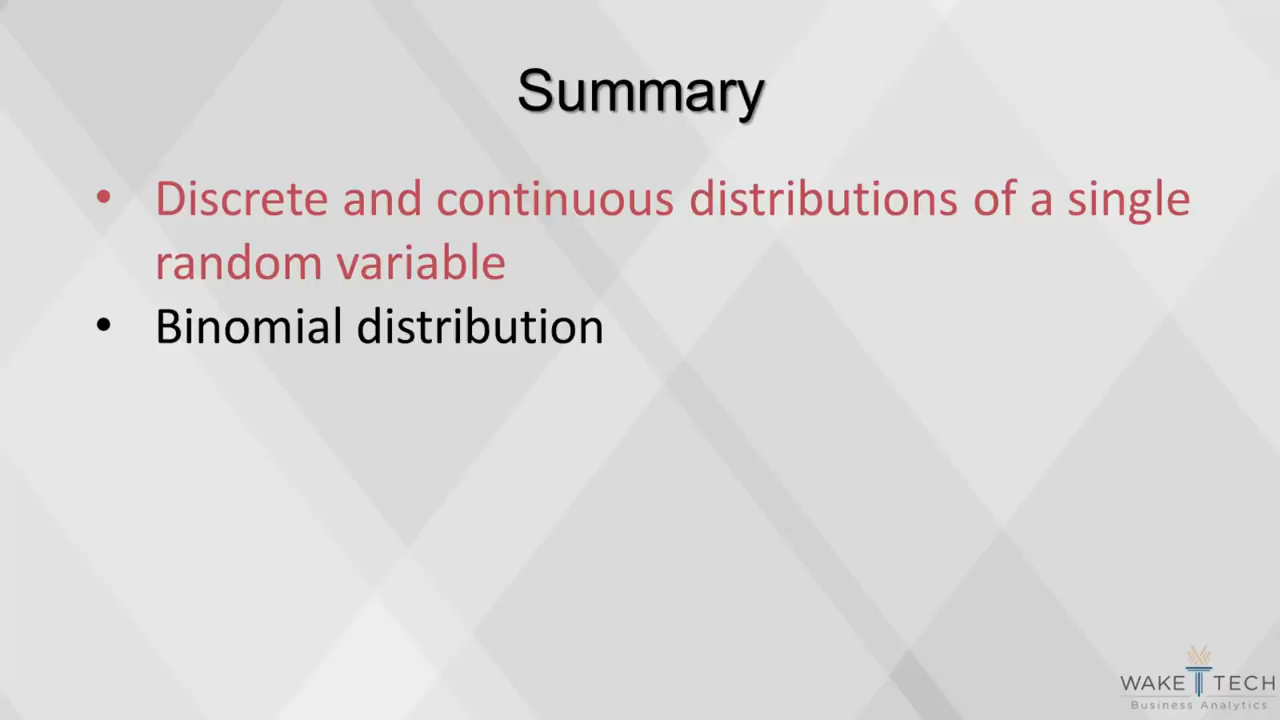 Summary
• Discrete and continuous distributions of a single
random variable
• Binomial distribution
WAKE TECH
Business Analytics